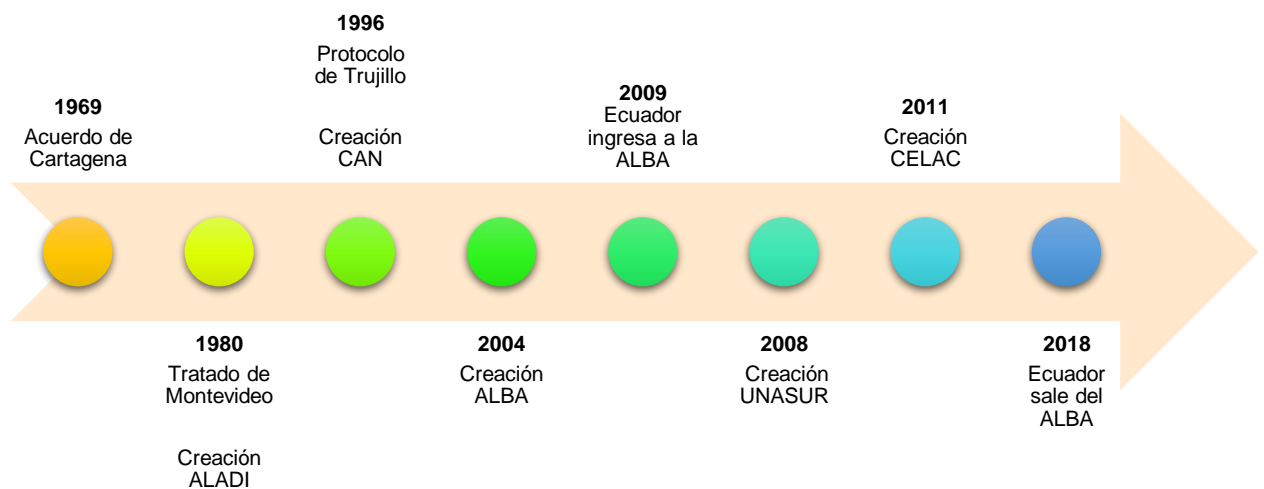 1969
Acuerdo de
Cartagena
1980
Tratado de
Montevideo
Creación
ALADI
1996
Protocolo
de Trujillo
Creación
CAN
2004
Creación
ALBA
2009
Ecuador
ingresa a la
ALBA
2008
Creación
UNASUR
2011
Creación
CELAC
2018
Ecuador
sale del
ALBA